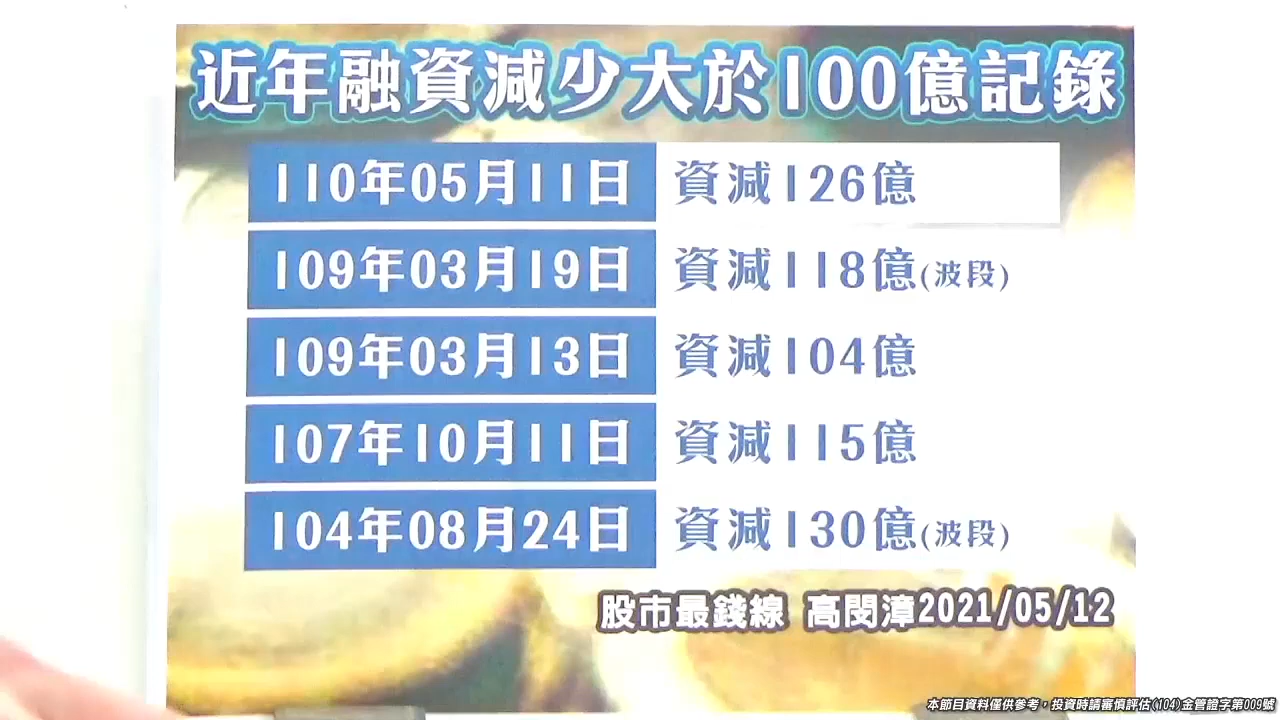 近年融資減少大於100億記錄
110年05月11日 資減126億
109年03月19日 資減118億(波段)
109年03月13日 資減104億
107年10月11日 資減115億
104年08月24日 資減130億(波段)
股市最錢線 高閔漳2021/05/12
本節目資料僅供參考，投資時請審慎評估(104)金管證字第009號